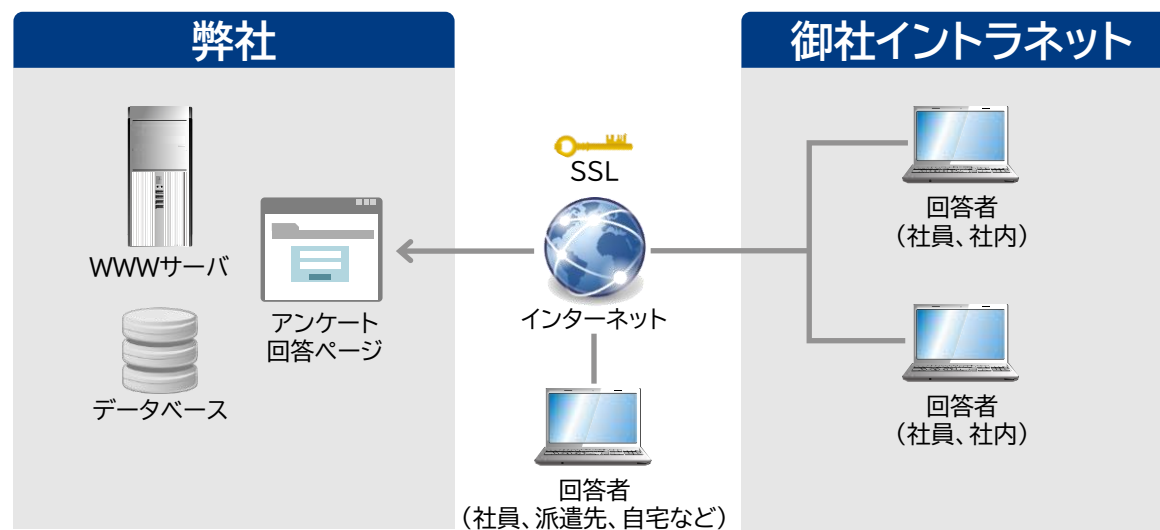 弊社
WWWサーバ
データベース
アンケート
回答ページ
SSL
インターネット
回答者
（社員、派遣先、自宅など）
御社イントラネット
回答者
（社員、社内）
回答者
（社員、社内）